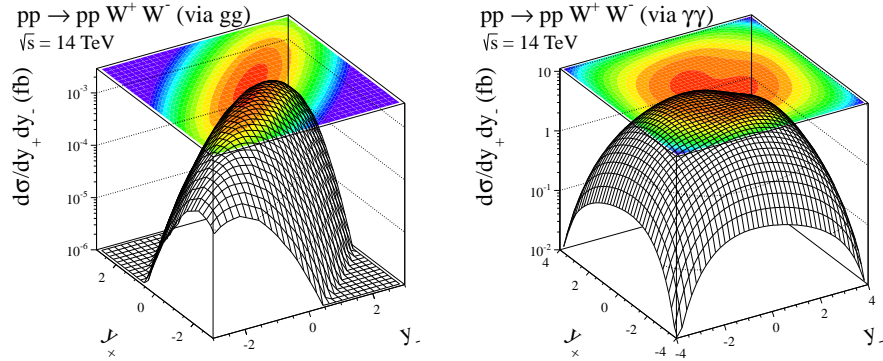 pp → pp W⁺ W⁻ (via gg)
√s = 14 TeV
dσ/dy₊dy₋ (fb)
10⁻³
10⁻⁴
10⁻⁵
10⁻⁶
2
0
-2
y₊
-2
0
2
y₋
pp → pp W⁺ W⁻ (via γγ)
√s = 14 TeV
dσ/dy₊dy₋ (fb)
10
1
10⁻¹
10⁻²
4
2
0
-2
-4
y₊
-4
-2
0
2
4
y₋